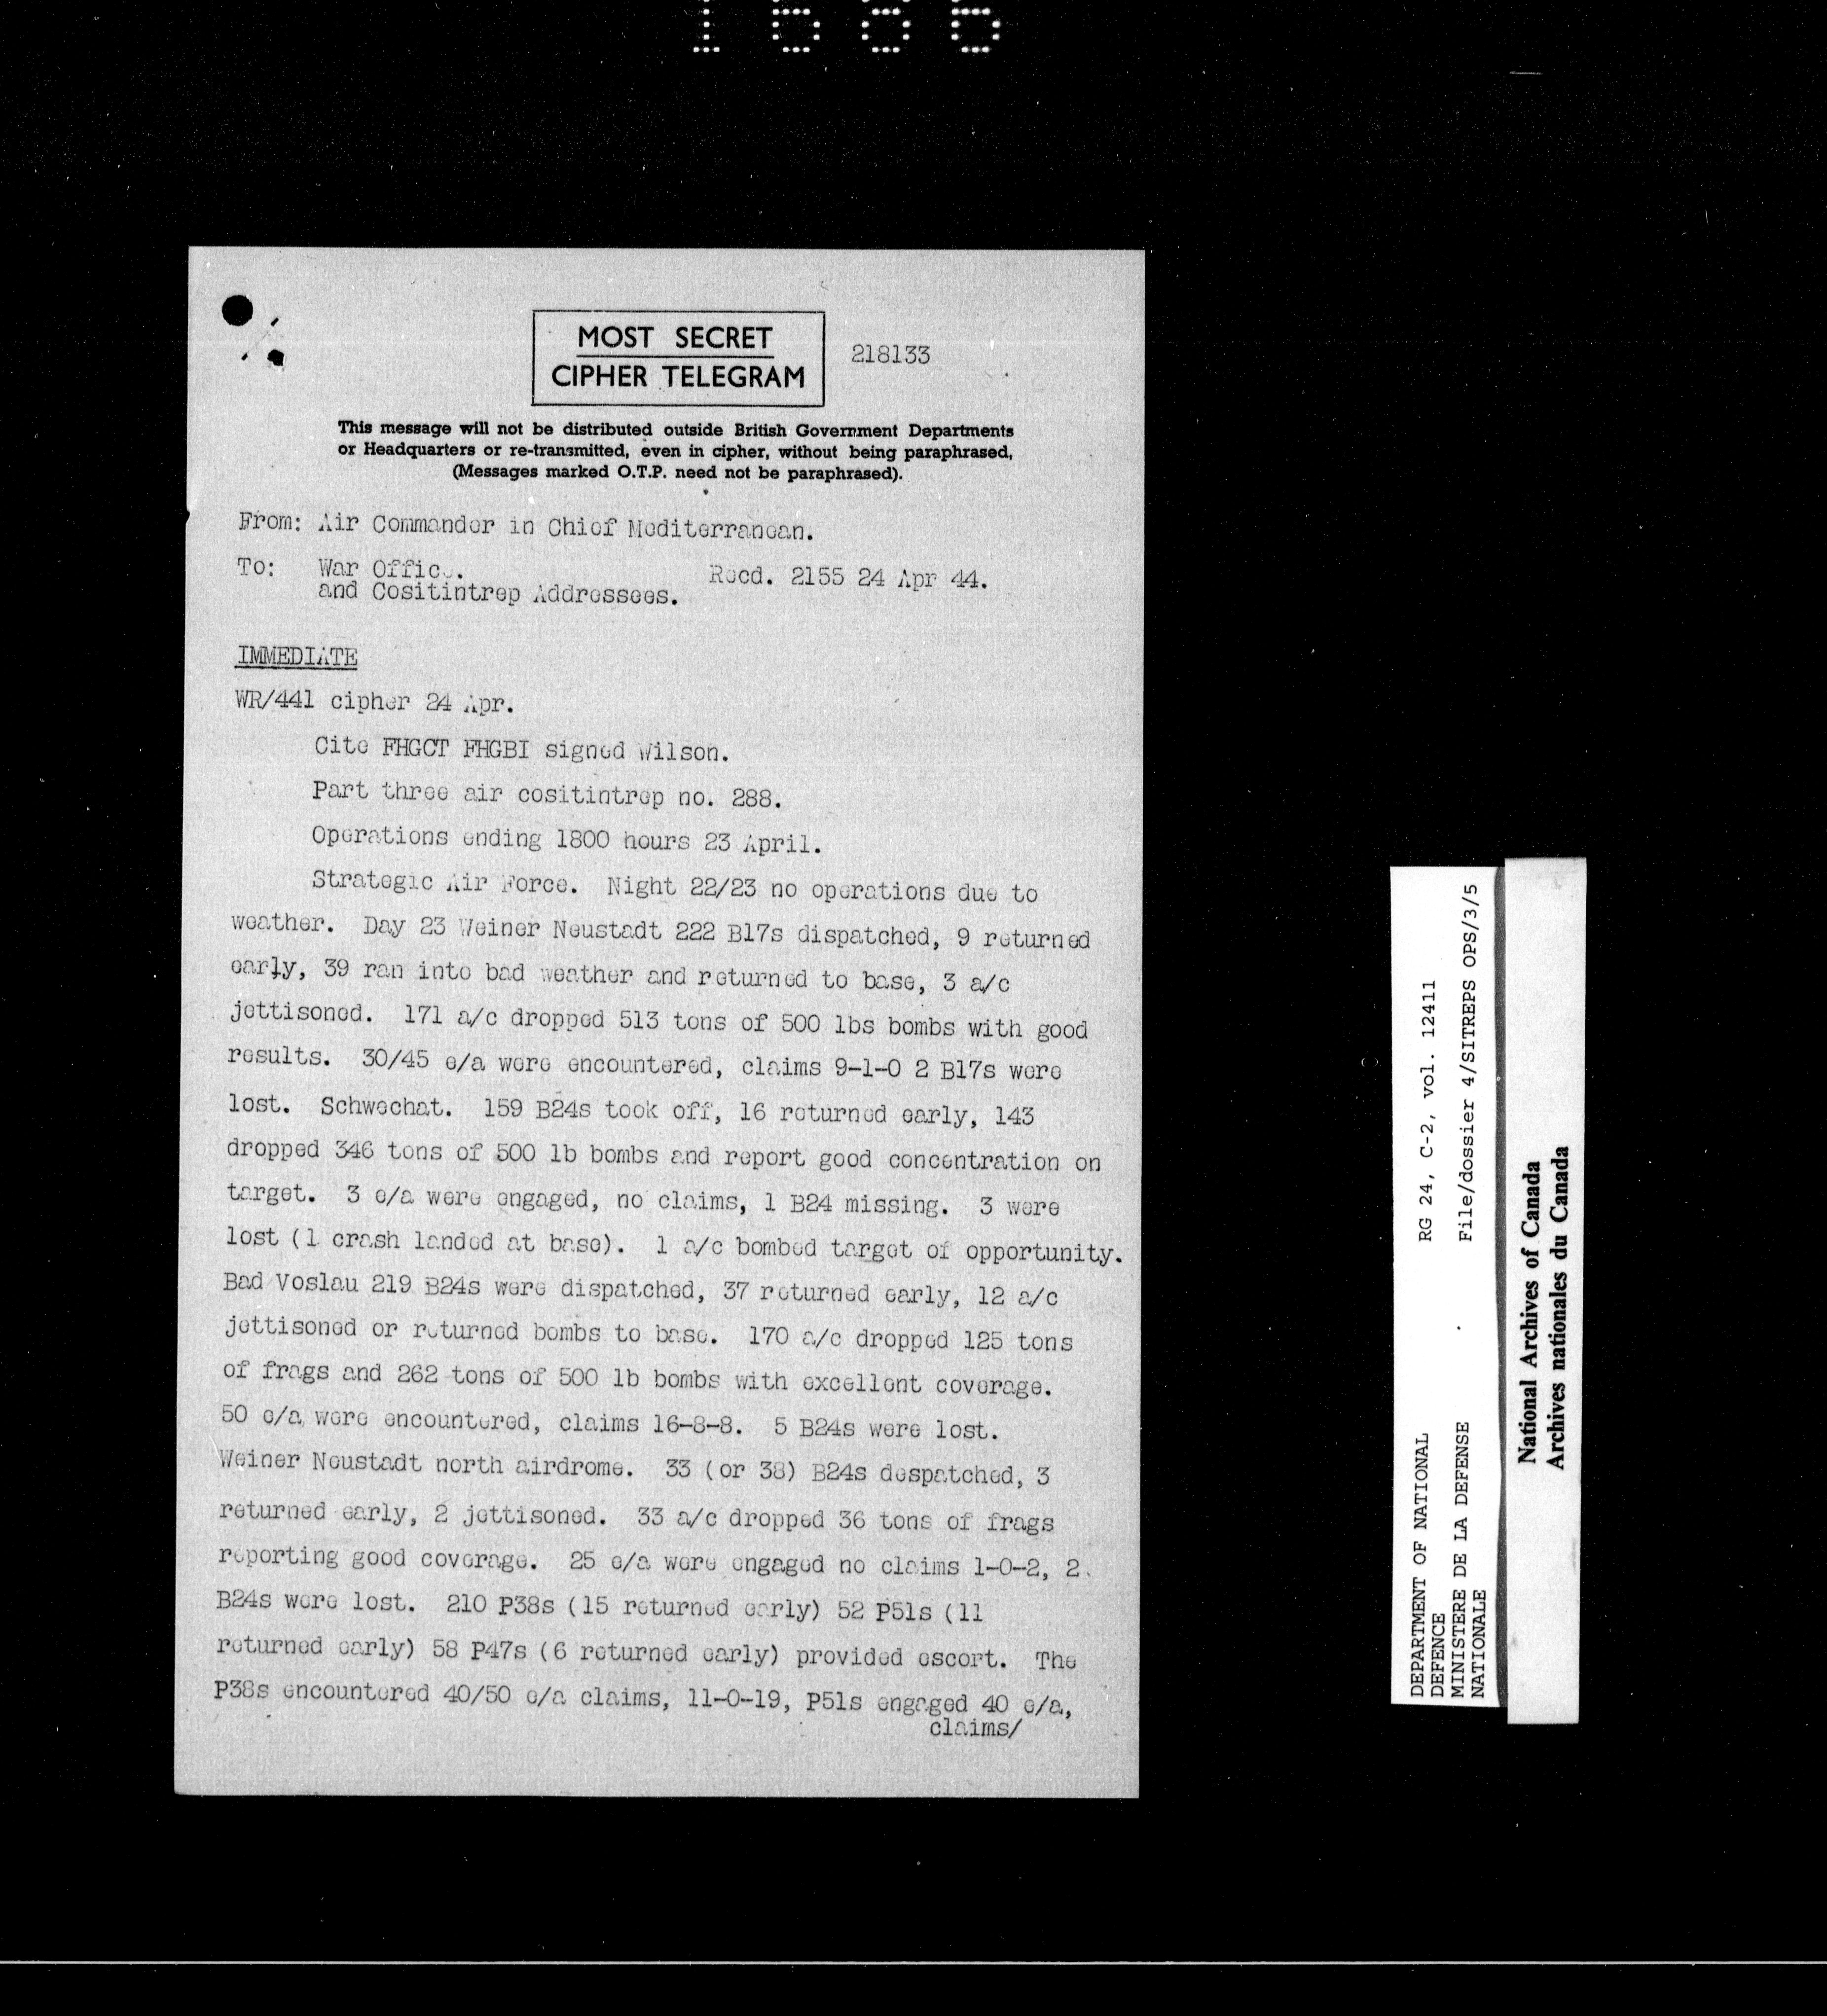 MOST SECRET
CIPHER TELEGRAM
218133
This message will not be distributed outside British Government Departments
or Headquarters or re-transmitted, even in cipher, without being paraphrased,
(Messages marked O.T.P. need not be paraphrased).
From: Air Commander in Chief Mediterranean.
To: War Office.
Recd. 2155 24 Apr 44.
and Cositintrep Addressees.
IMMEDIATE
WR/441 cipher 24 Apr.
Cite FHGCT FHGBI signed Wilson.
Part three air cositintrep no. 288.
Operations ending 1800 hours 23 April.
Strategic Air Force. Night 22/23 no operations due to
weather. Day 23 Weiner Neustadt 222 B17s dispatched, 9 returned
early, 39 ran into bad weather and returned to base, 3 a/c
jettisoned. 171 a/c dropped 513 tons of 500 lbs bombs with good
results. 30/45 e/a were encountered, claims 9-1-0 2 B17s were
lost. Schwechat. 159 B24s took off, 16 returned early, 143
dropped 346 tons of 500 lb bombs and report good concentration on
target. 3 e/a were engaged, no claims, 1 B24 missing. 3 were
lost (1 crash landed at base). 1 a/c bombed target of opportunity.
Bad Voslau 219 B24s were dispatched, 37 returned early, 12 a/c
jettisoned or returned bombs to base. 170 a/c dropped 125 tons
of frags and 262 tons of 500 lb bombs with excellent coverage.
50 e/a were encountered, claims 16-8-8. 5 B24s were lost.
Weiner Neustadt north airdrome. 33 (or 38) B24s despatched, 3
returned early, 2 jettisoned. 33 a/c dropped 36 tons of frags
reporting good coverage. 25 e/a were engaged no claims 1-0-2, 2
B24s were lost. 210 P38s (15 returned early) 52 P51s (11
returned early) 58 P47s (6 returned early) provided escort. The
P38s encountered 40/50 e/a claims, 11-0-19, P51s engaged 40 e/a,
claims/
DEPARTMENT OF NATIONAL
DEFENCE
MINISTERE DE LA DEFENSE
NATIONALE
RG 24, C-2, vol. 12411
File/dossier 4/SITREPS OPS/3/5
National Archives of Canada
Archives nationales du Canada